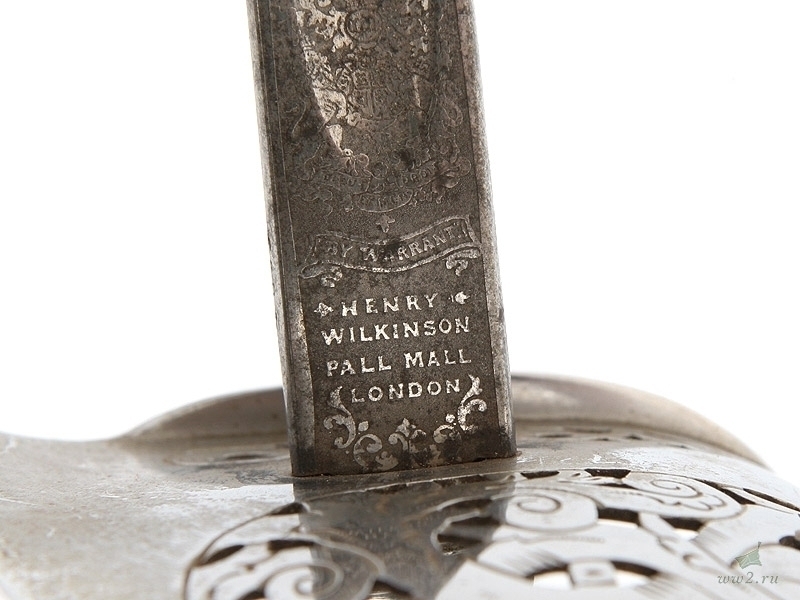 BY WARRANT
HENRY
WILKINSON
PALL MALL
LONDON
ww2.ru